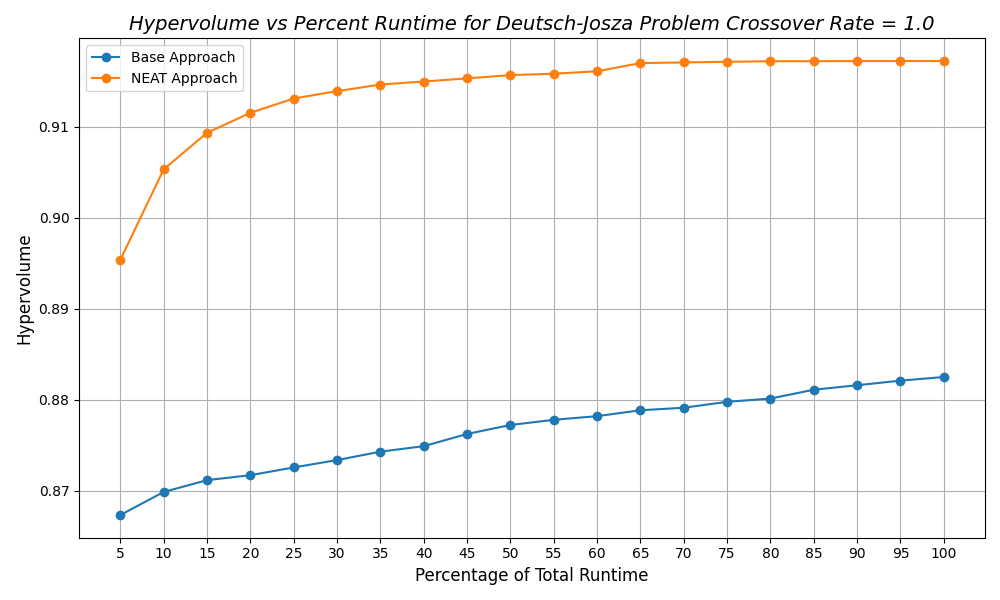 Hypervolume vs Percent Runtime for Deutsch-Josza Problem Crossover Rate = 1.0
Base Approach
NEAT Approach
Hypervolume
0.91
0.90
0.89
0.88
0.87
5 10 15 20 25 30 35 40 45 50 55 60 65 70 75 80 85 90 95 100
Percentage of Total Runtime